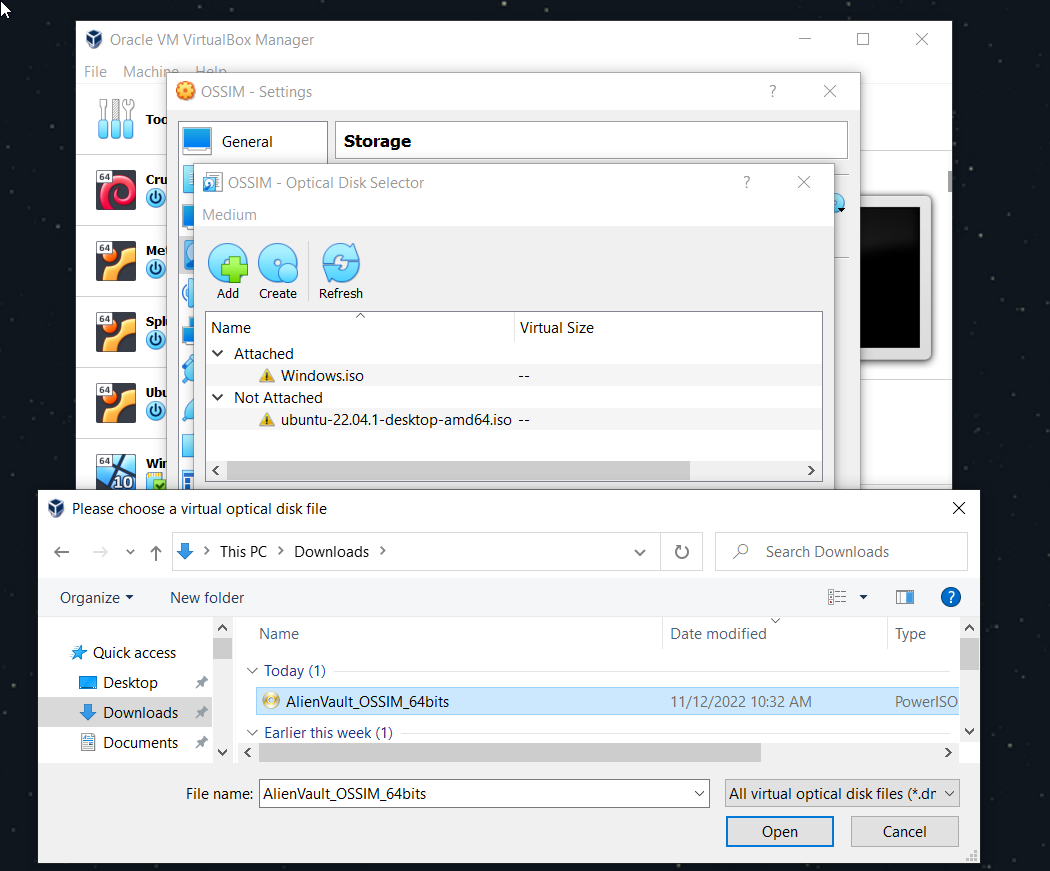 Oracle VM VirtualBox Manager
File Machine Help
OSSIM - Settings ?
General
Storage
Too
64 Cru
64 Met
64 Splu
64 Ubu
64 10 Win
OSSIM - Optical Disk Selector ?
Medium
Add Create Refresh
Name Virtual Size
Attached
Windows.iso --
Not Attached
ubuntu-22.04.1-desktop-amd64.iso --
Please choose a virtual optical disk file
This PC Downloads
Search Downloads
Organize New folder ?
Quick access
Desktop
Downloads
Documents
Name Date modified Type
Today (1)
AlienVault_OSSIM_64bits 11/12/2022 10:32 AM PowerISO
Earlier this week (1)
File name: AlienVault_OSSIM_64bits All virtual optical disk files (*.dr
Open Cancel